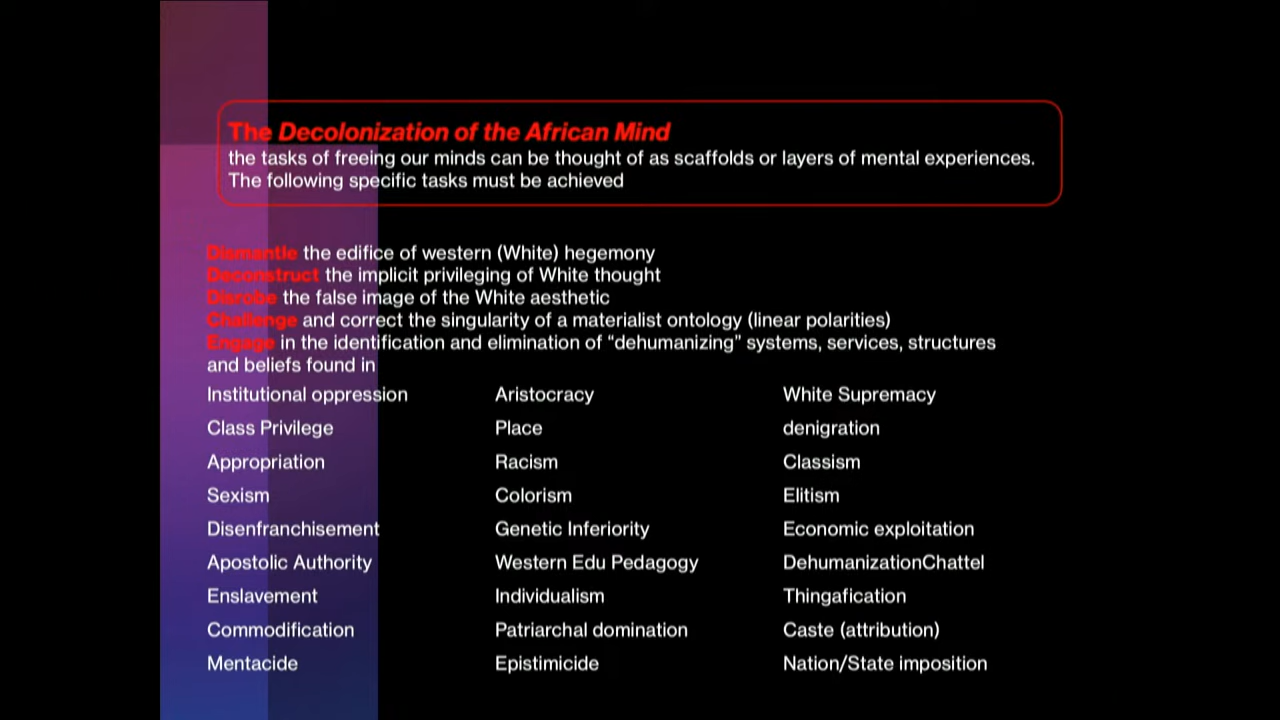 The Decolonization of the African Mind
the tasks of freeing our minds can be thought of as scaffolds or layers of mental experiences.
The following specific tasks must be achieved
Dismantle the edifice of western (White) hegemony
Deconstruct the implicit privileging of White thought
Disrobe the false image of the White aesthetic
Challenge and correct the singularity of a materialist ontology (linear polarities)
Engage in the identification and elimination of “dehumanizing” systems, services, structures
and beliefs found in
Institutional oppression Aristocracy White Supremacy
Class Privilege Place denigration
Appropriation Racism Classism
Sexism Colorism Elitism
Disenfranchisement Genetic Inferiority Economic exploitation
Apostolic Authority Western Edu Pedagogy DehumanizationChattel
Enslavement Individualism Thingafication
Commodification Patriarchal domination Caste (attribution)
Mentacide Epistimicide Nation/State imposition